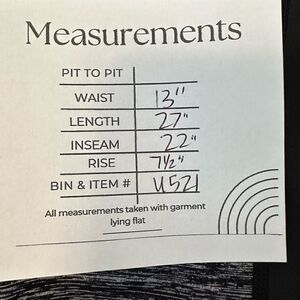 Measurements
PIT TO PIT
WAIST 13"
LENGTH 27"
INSEAM 22"
RISE 7½"
BIN & ITEM # U521
All measurements taken with garment
lying flat